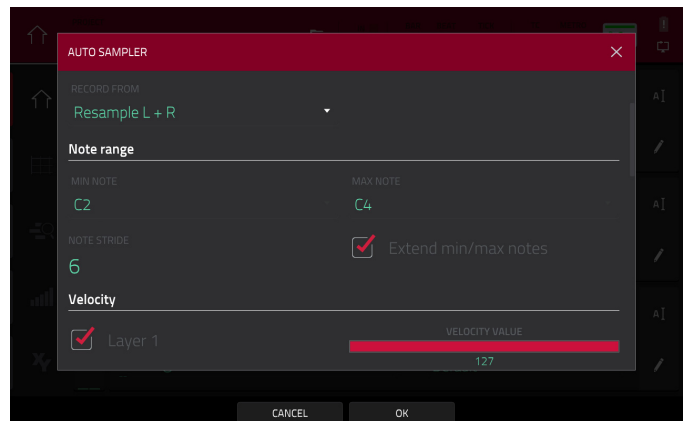 AUTO SAMPLER
RECORD FROM
Resample L + R
Note range
MIN NOTE
MAX NOTE
C2
C4
NOTE STRIDE
Extend min/max notes
6
Velocity
Layer 1
VELOCITY VALUE
127
CANCEL
OK